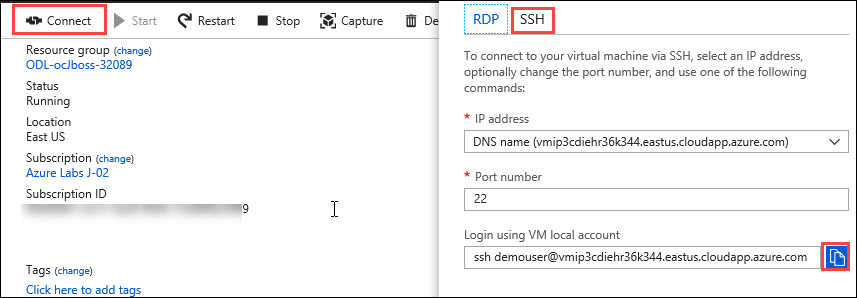 Connect Start Restart Stop Capture De
Resource group (change)
ODL-ocJboss-32089
Status
Running
Location
East US
Subscription (change)
Azure Labs J-02
Subscription ID
9
Tags (change)
Click here to add tags
RDP SSH
To connect to your virtual machine via SSH, select an IP address,
optionally change the port number, and use one of the following
commands:
* IP address
DNS name (vmip3cdiehr36k344.eastus.cloudapp.azure.com)
* Port number
22
Login using VM local account
ssh demouser@vmip3cdiehr36k344.eastus.cloudapp.azure.com